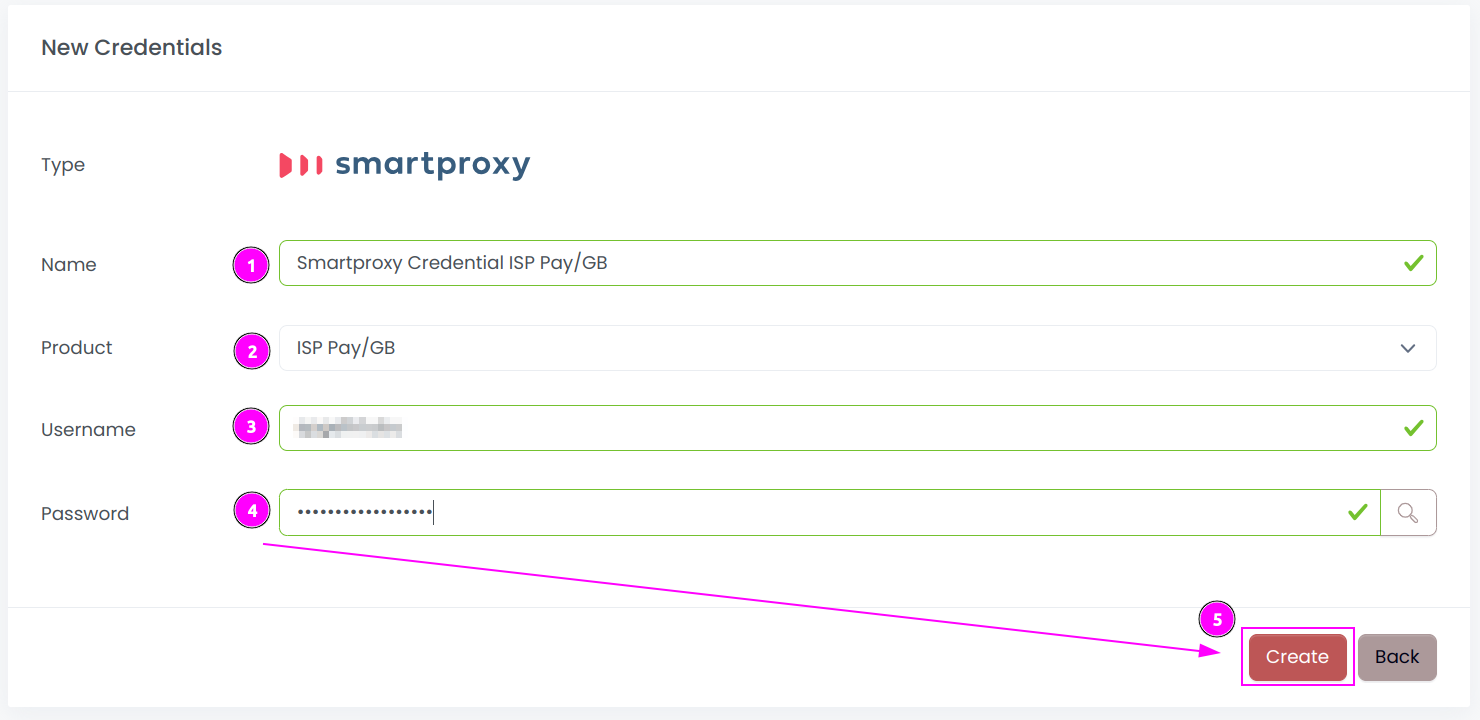 New Credentials
Type
smartproxy
Name
1
Smartproxy Credential ISP Pay/GB
Product
2
ISP Pay/GB
Username
3
Password
4
••••••••••••••••••
5
Create
Back